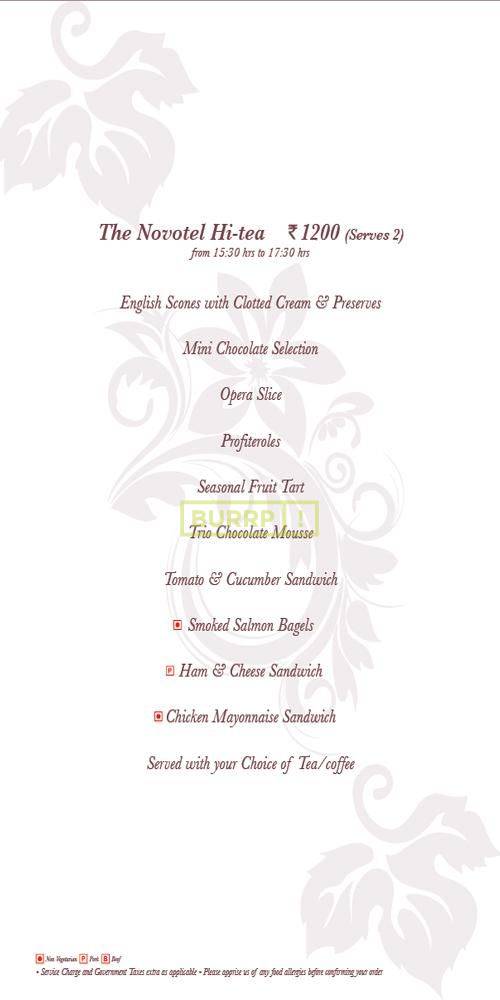 The Novotel Hi-tea ₹ 1200 (Serves 2)
from 15:30 hrs to 17:30 hrs
English Scones with Clotted Cream & Preserves
Mini Chocolate Selection
Opera Slice
Profiteroles
Seasonal Fruit Tart
BURRP!
Trio Chocolate Mousse
Tomato & Cucumber Sandwich
Smoked Salmon Bagels
P Ham & Cheese Sandwich
Chicken Mayonnaise Sandwich
Served with your Choice of Tea/coffee
Non Vegetarian P Pork B Beef
• Service Charge and Government Taxes extra as applicable • Please apprise us of any food allergies before confirming your order